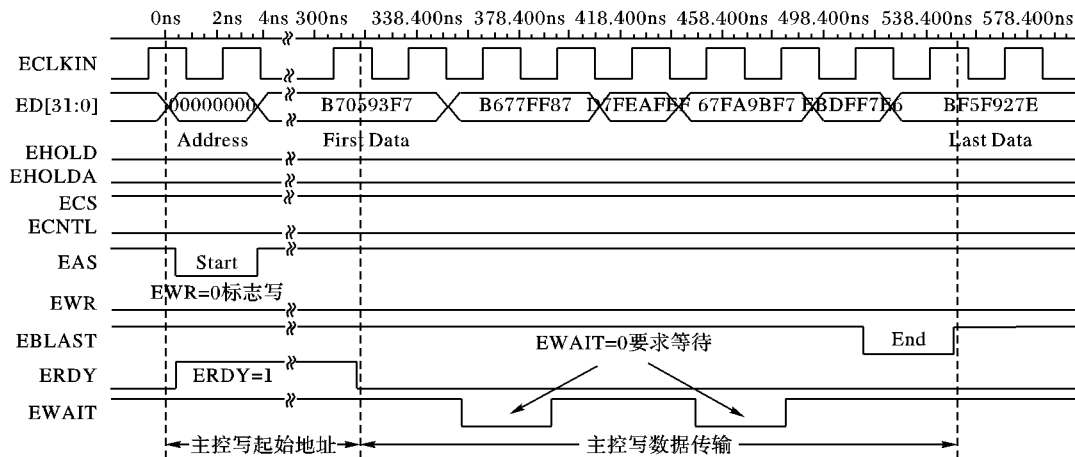 0ns 2ns 4ns 300ns 338.400ns 378.400ns 418.400ns 458.400ns 498.400ns 538.400ns 578.400ns
ECLKIN
ED[31:0] 00000000 B70593F7 B677FF87 67FA9BF7 BF5F927E
Address First Data Last Data
EHOLD
EHOLDA
ECS
ECNTL
EAS Start
EWR=0标志写
EWR
EBLAST EWAIT=0要求等待 End
ERDY ERDY=1
EWAIT
主控写起始地址 主控写数据传输